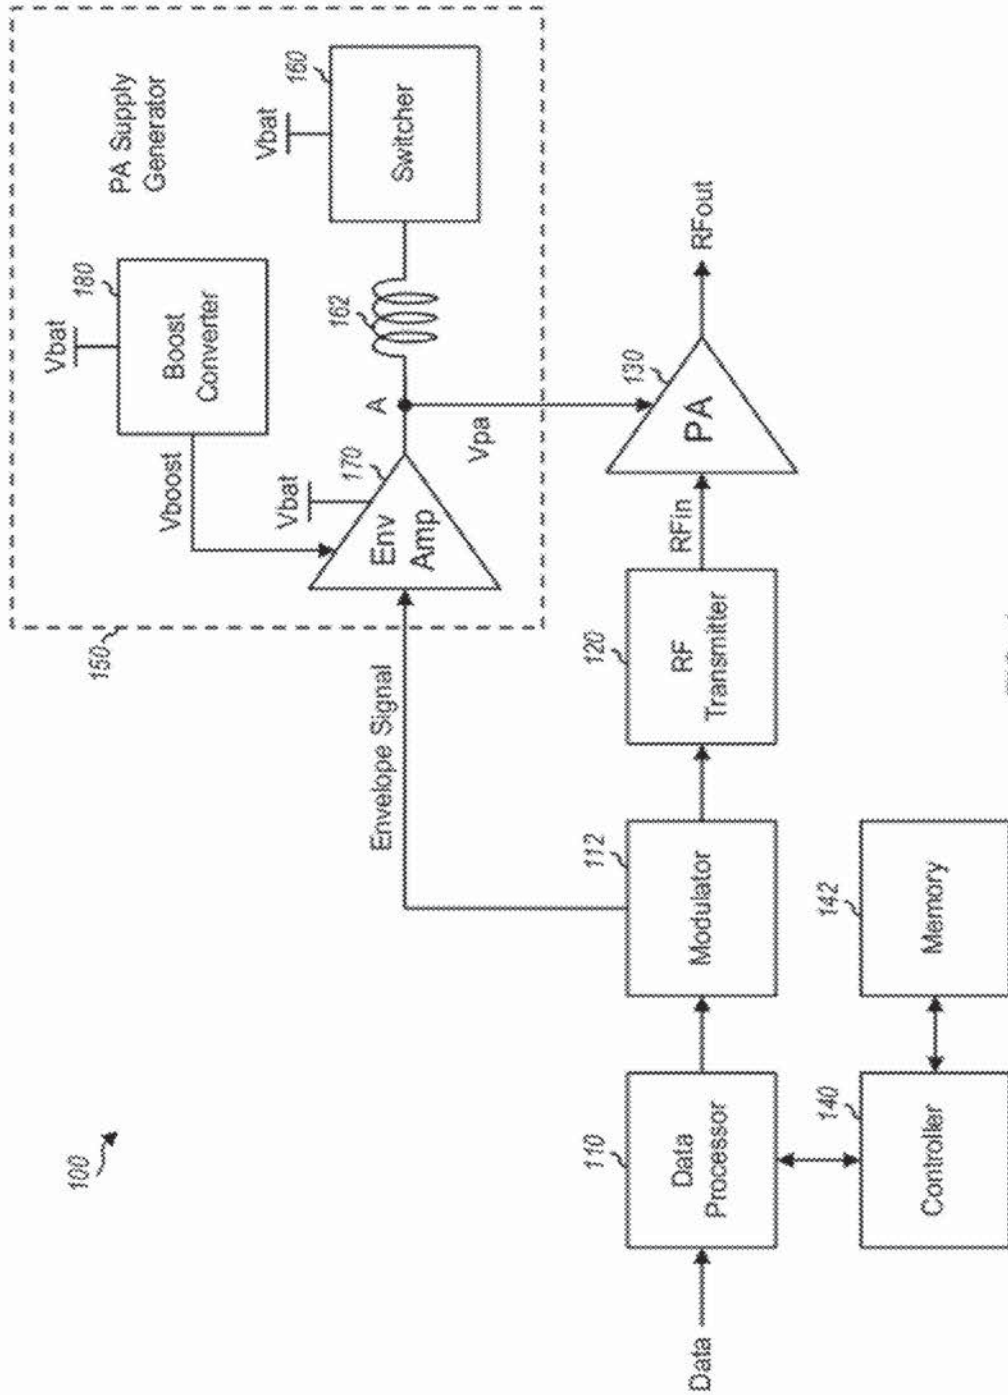 100
150
PA Supply
Generator
Vbat
180
Boost
Converter
Vboost
Vbat
160
Switcher
162
A
Vbat
170
Env
Amp
Vpa
Envelope Signal
Data
110
Data
Processor
112
Modulator
120
RF
Transmitter
RFin
130
PA
RFout
140
Controller
142
Memory